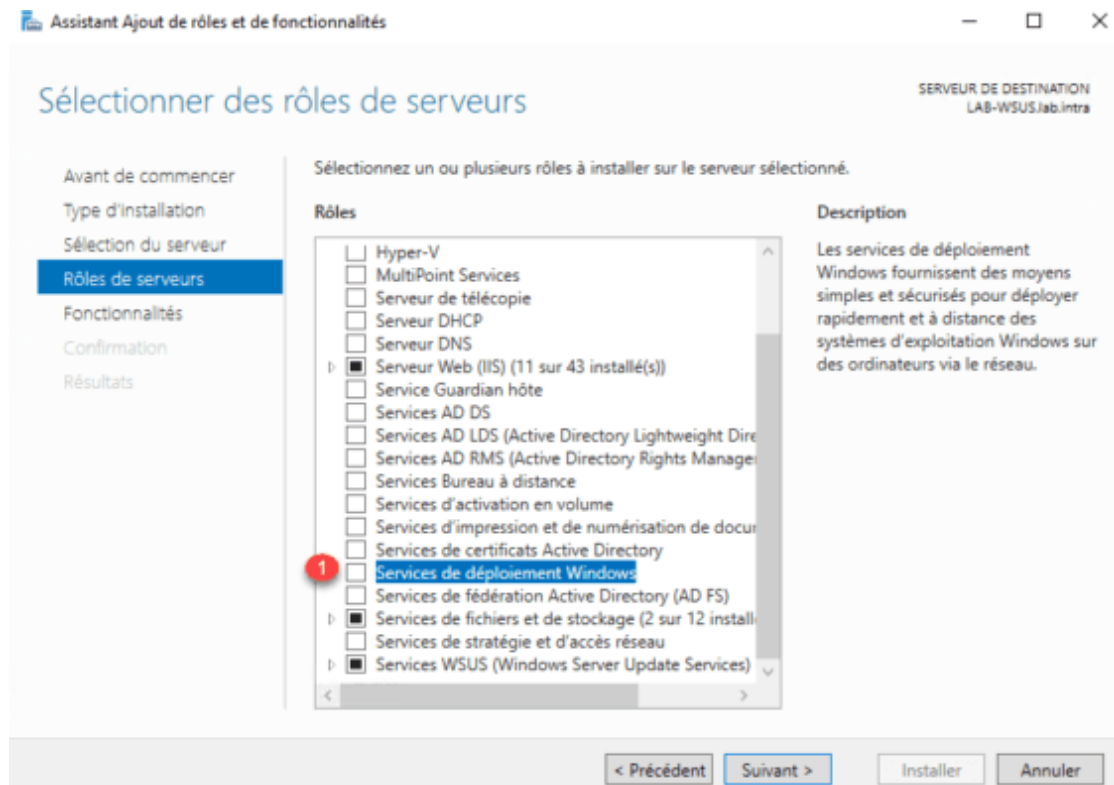 Assistant Ajout de rôles et de fonctionnalités
Sélectionner des rôles de serveurs
SERVEUR DE DESTINATION
LAB-WSUS.lab.intra
Avant de commencer
Type d'installation
Sélection du serveur
Rôles de serveurs
Fonctionnalités
Confirmation
Résultats
Sélectionnez un ou plusieurs rôles à installer sur le serveur sélectionné.
Rôles
Hyper-V
MultiPoint Services
Serveur de télécopie
Serveur DHCP
Serveur DNS
Serveur Web (IIS) (11 sur 43 installé(s))
Service Guardian hôte
Services AD DS
Services AD LDS (Active Directory Lightweight Dire
Services AD RMS (Active Directory Rights Manage
Services Bureau à distance
Services d'activation en volume
Services d'impression et de numérisation de docu
Services de certificats Active Directory
1 Services de déploiement Windows
Services de fédération Active Directory (AD FS)
Services de fichiers et de stockage (2 sur 12 install
Services de stratégie et d'accès réseau
Services WSUS (Windows Server Update Services)
Description
Les services de déploiement
Windows fournissent des moyens
simples et sécurisés pour déployer
rapidement et à distance des
systèmes d'exploitation Windows sur
des ordinateurs via le réseau.
< Précédent
Suivant >
Installer
Annuler